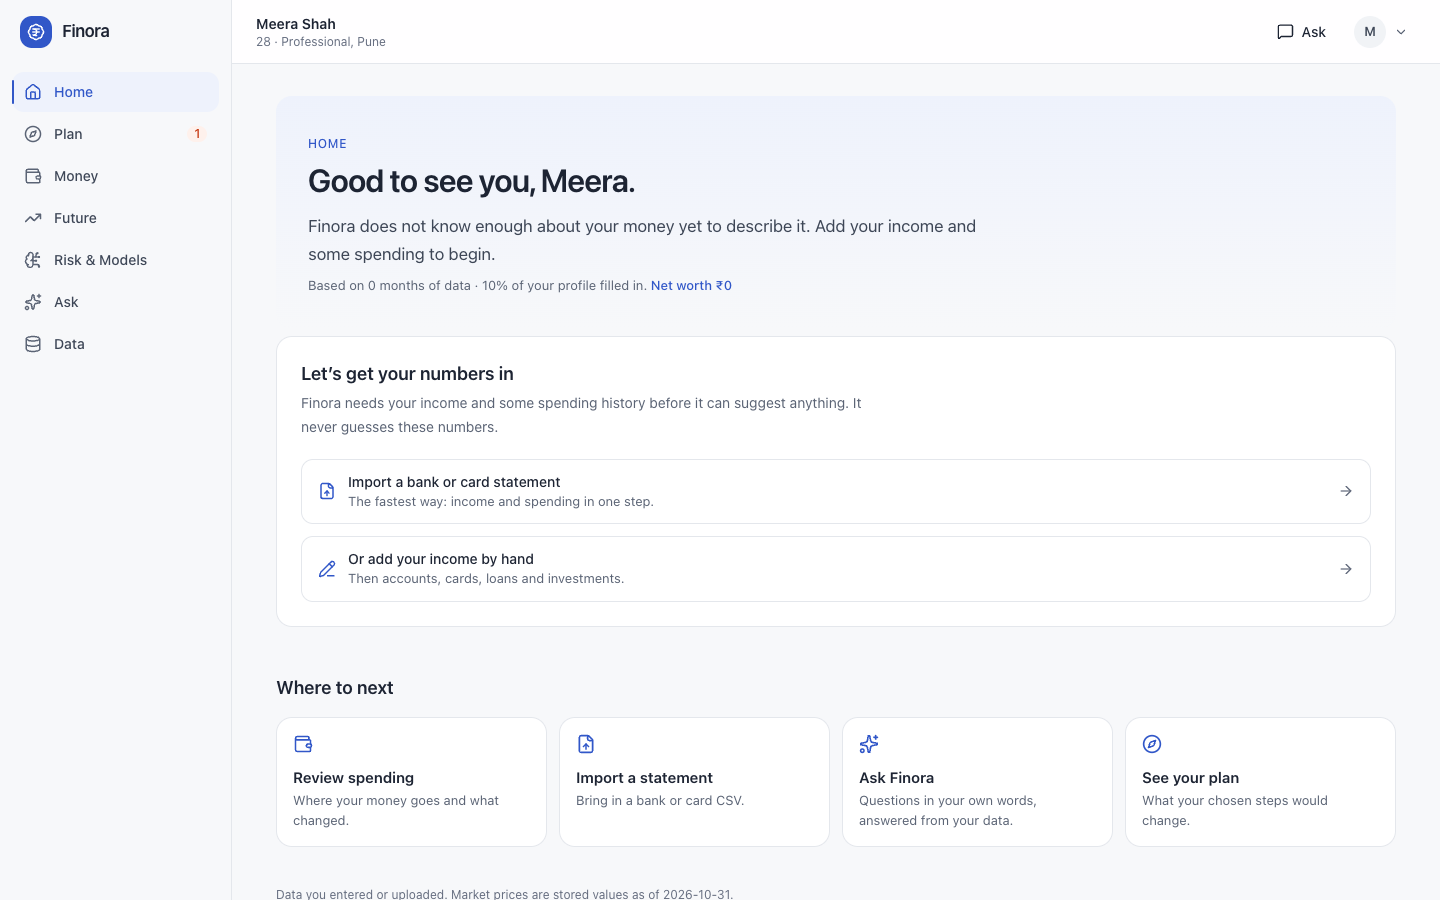 Finora
Meera Shah
28 · Professional, Pune
Ask
M
Home
Plan
1
Money
Future
Risk & Models
Ask
Data
HOME
Good to see you, Meera.
Finora does not know enough about your money yet to describe it. Add your income and
some spending to begin.
Based on 0 months of data · 10% of your profile filled in. Net worth ₹0
Let’s get your numbers in
Finora needs your income and some spending history before it can suggest anything. It
never guesses these numbers.
Import a bank or card statement
The fastest way: income and spending in one step.
Or add your income by hand
Then accounts, cards, loans and investments.
Where to next
Review spending
Where your money goes and what
changed.
Import a statement
Bring in a bank or card CSV.
Ask Finora
Questions in your own words,
answered from your data.
See your plan
What your chosen steps would
change.
Data you entered or uploaded. Market prices are stored values as of 2026-10-31.